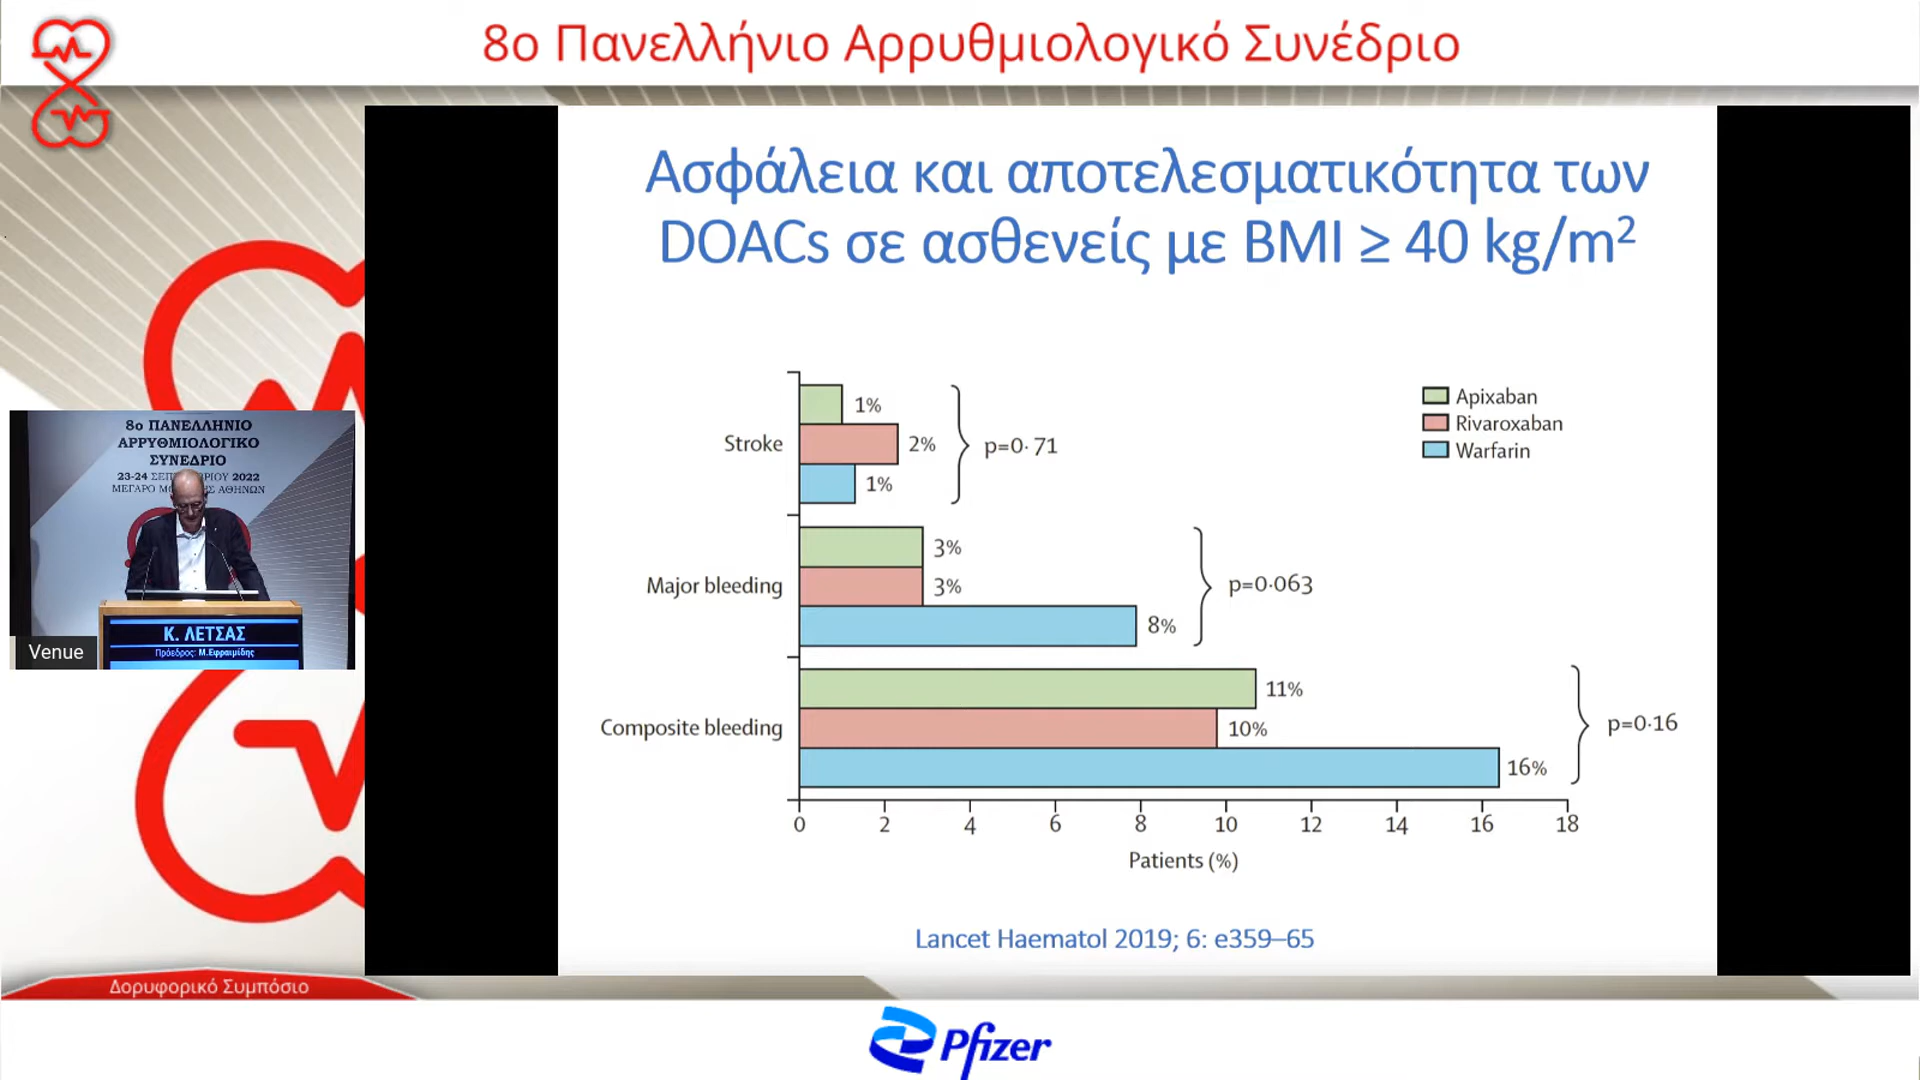 8ο Πανελλήνιο Αρρυθμιολογικό Συνέδριο
Ασφάλεια και αποτελεσματικότητα των
DOACs σε ασθενείς με BMI ≥ 40 kg/m²
Apixaban
Rivaroxaban
Warfarin
Stroke
1%
2%
1%
p=0·71
Major bleeding
3%
3%
8%
p=0·063
Composite bleeding
11%
10%
16%
p=0·16
0 2 4 6 8 10 12 14 16 18
Patients (%)
Lancet Haematol 2019; 6: e359–65
8ο ΠΑΝΕΛΛΗΝΙΟ
ΑΡΡΥΘΜΙΟΛΟΓΙΚΟ
ΣΥΝΕΔΡΙΟ
23-24 2022
ΜΕΓΑΡΟ ΑΘΗΝΩΝ
Κ. ΛΕΤΣΑΣ
Πρόεδρος: Μ.Εφραιμίδης
Venue
Δορυφορικό Συμπόσιο
Pfizer